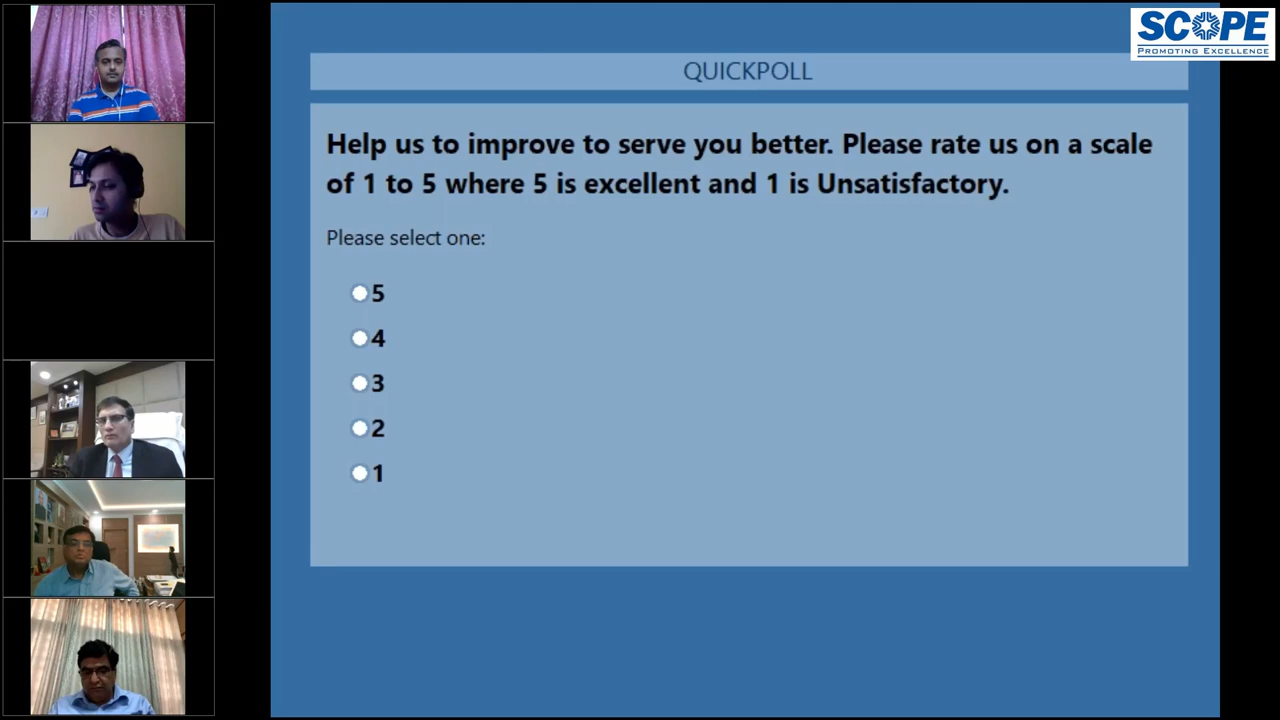 SCOPE
PROMOTING EXCELLENCE
QUICKPOLL
Help us to improve to serve you better. Please rate us on a scale
of 1 to 5 where 5 is excellent and 1 is Unsatisfactory.
Please select one:
5
4
3
2
1